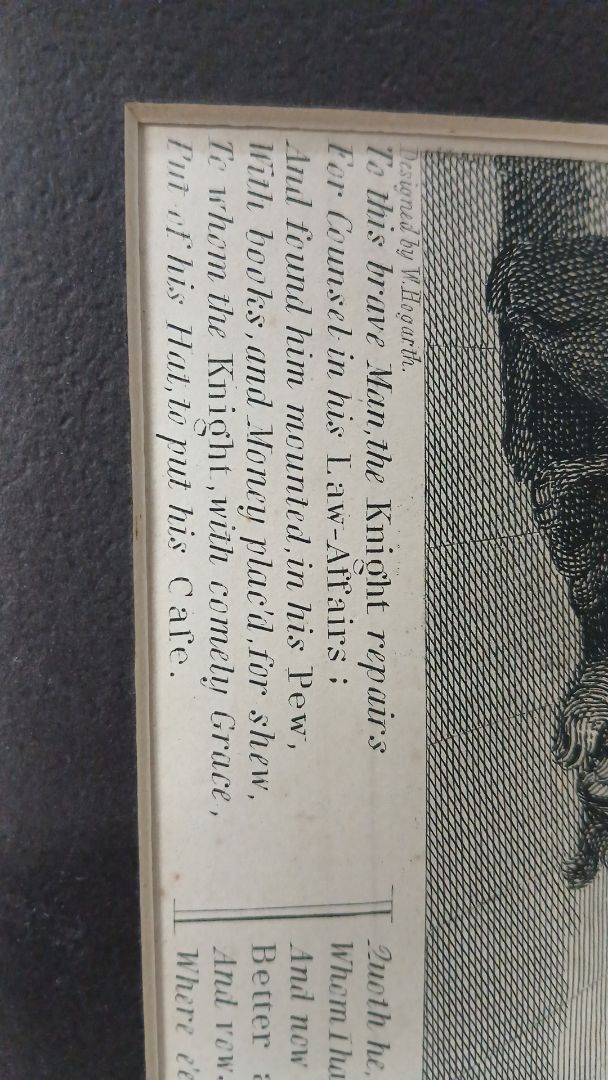 Designed by W. Hogarth.
To this brave Man, the Knight repairs
For Counsel in his Law-Affairs;
And found him mounted, in his Pew,
With books, and Money plac'd, for shew,
To whom the Knight, with comely Grace,
Put of his Hat, to put his Caſe.
Quoth he,
Whom I ha
And now
Better a
And vow
Where e'e